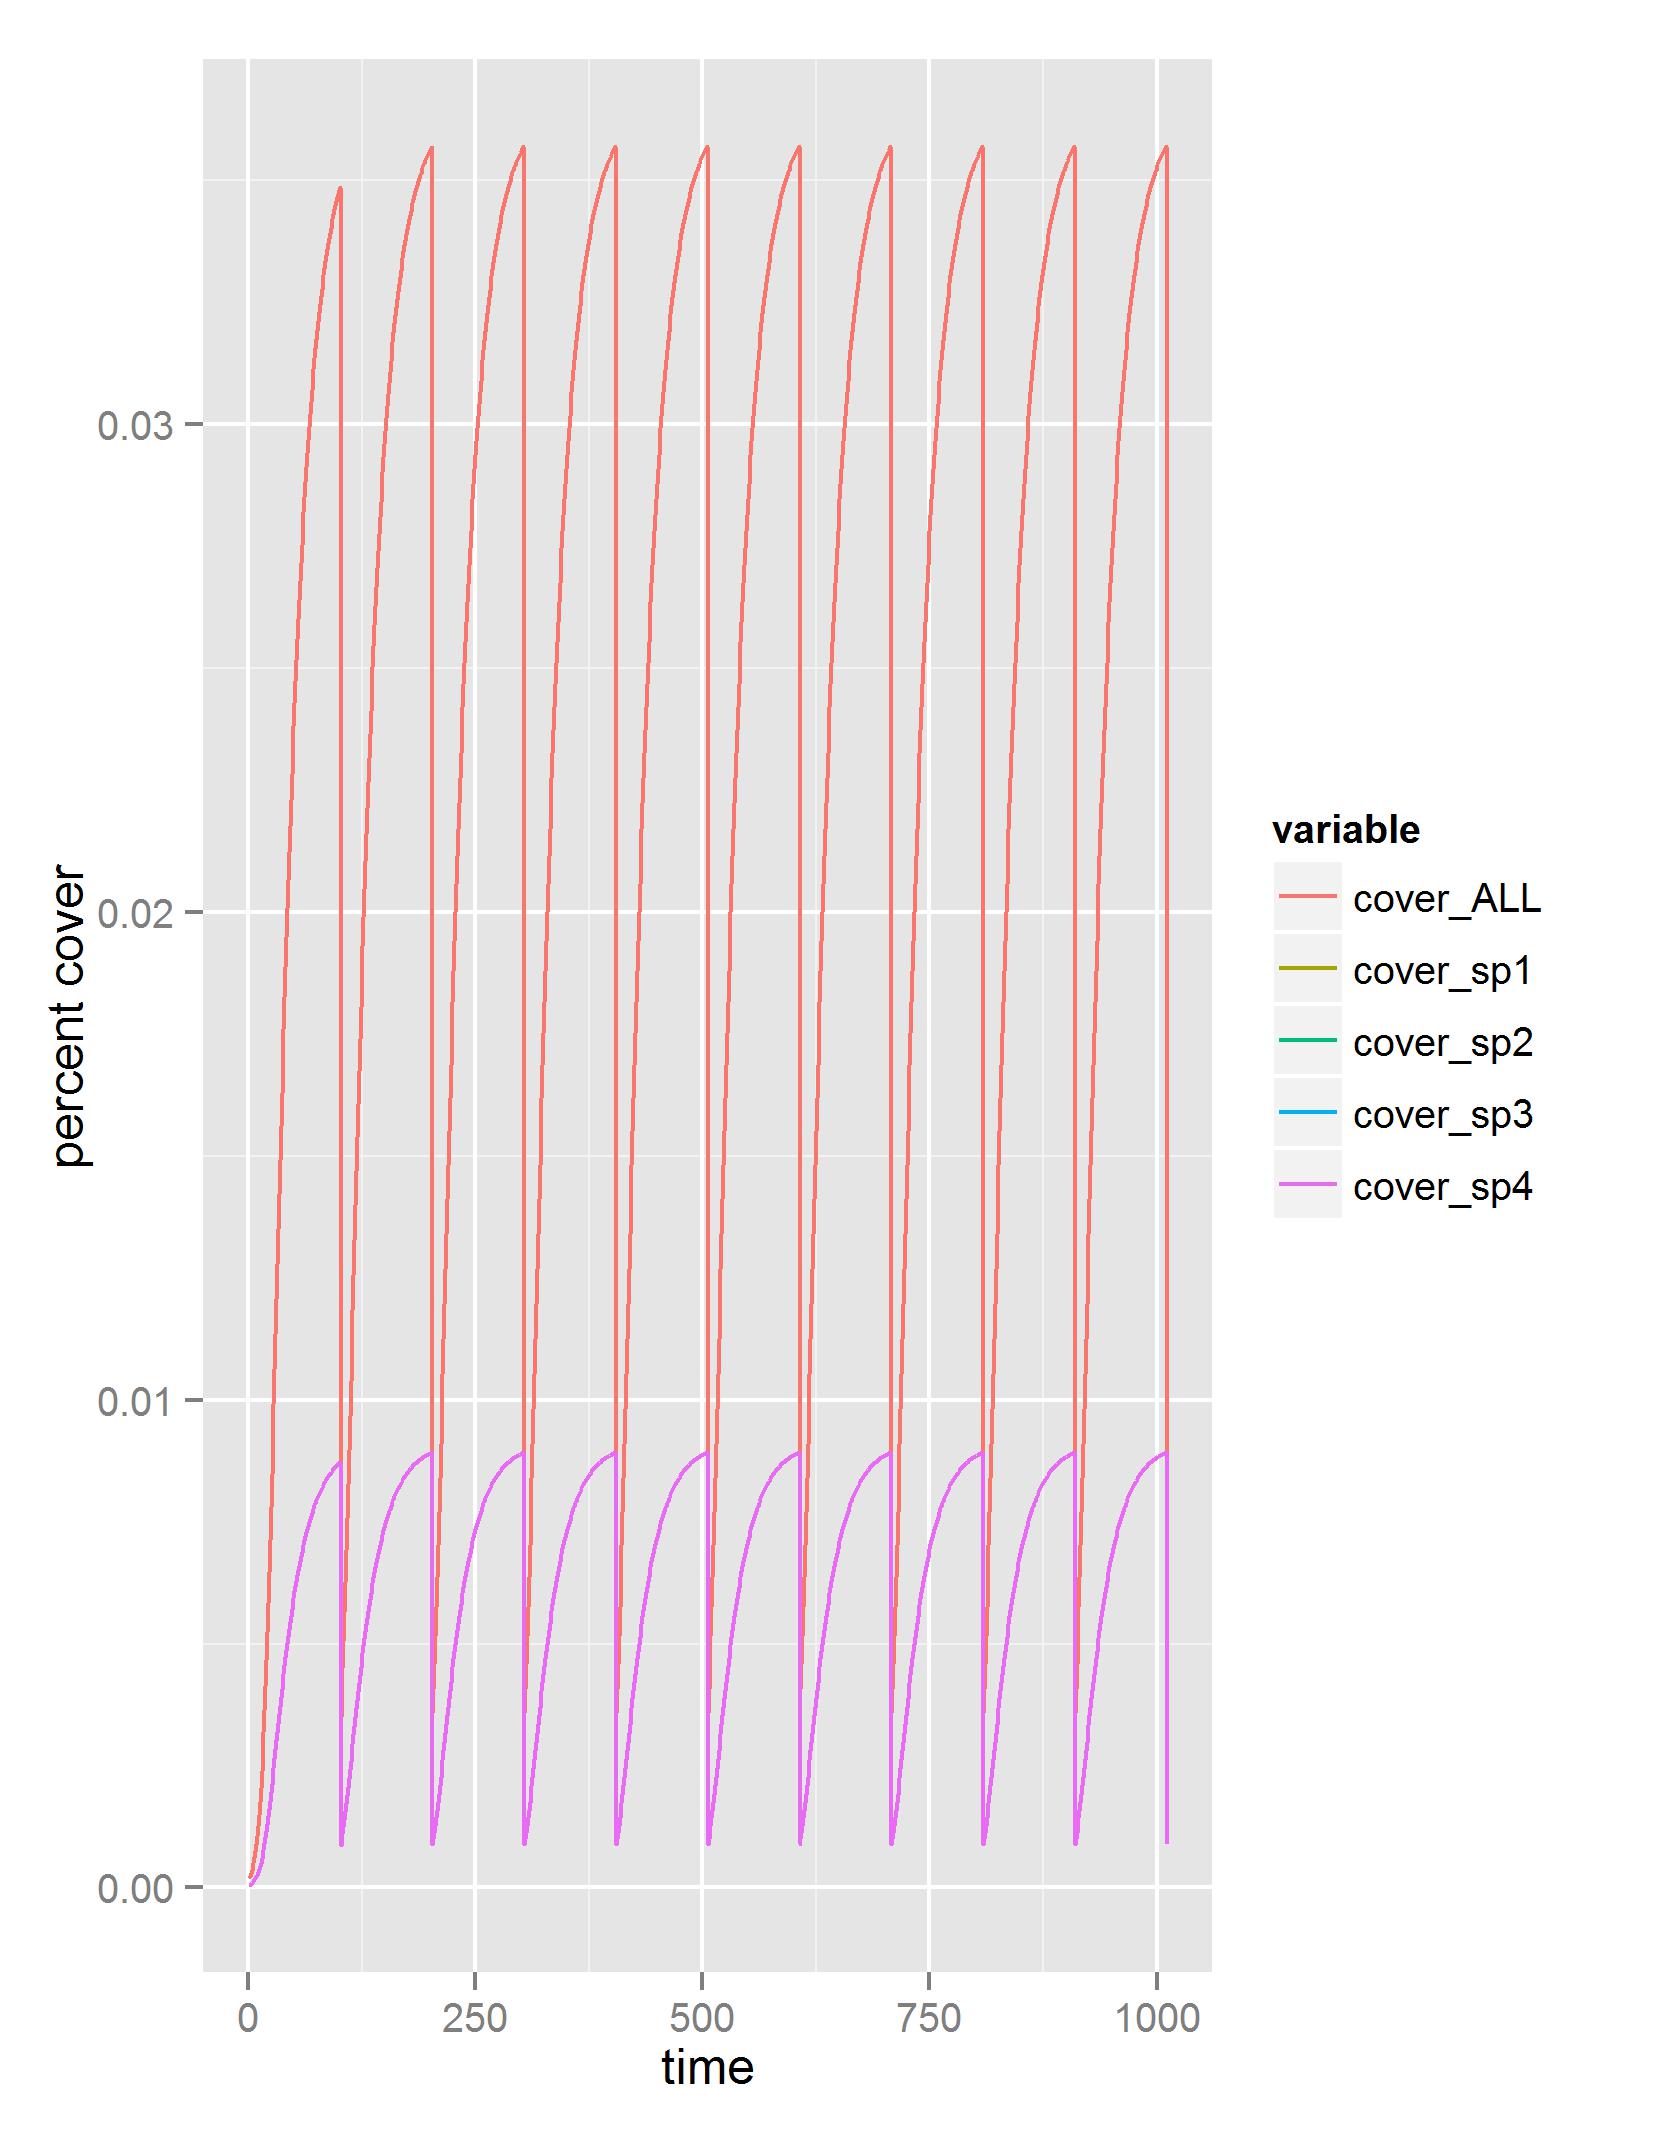 percent cover
0.03
0.02
0.01
0.00
0 250 500 750 1000
time
variable
cover_ALL
cover_sp1
cover_sp2
cover_sp3
cover_sp4